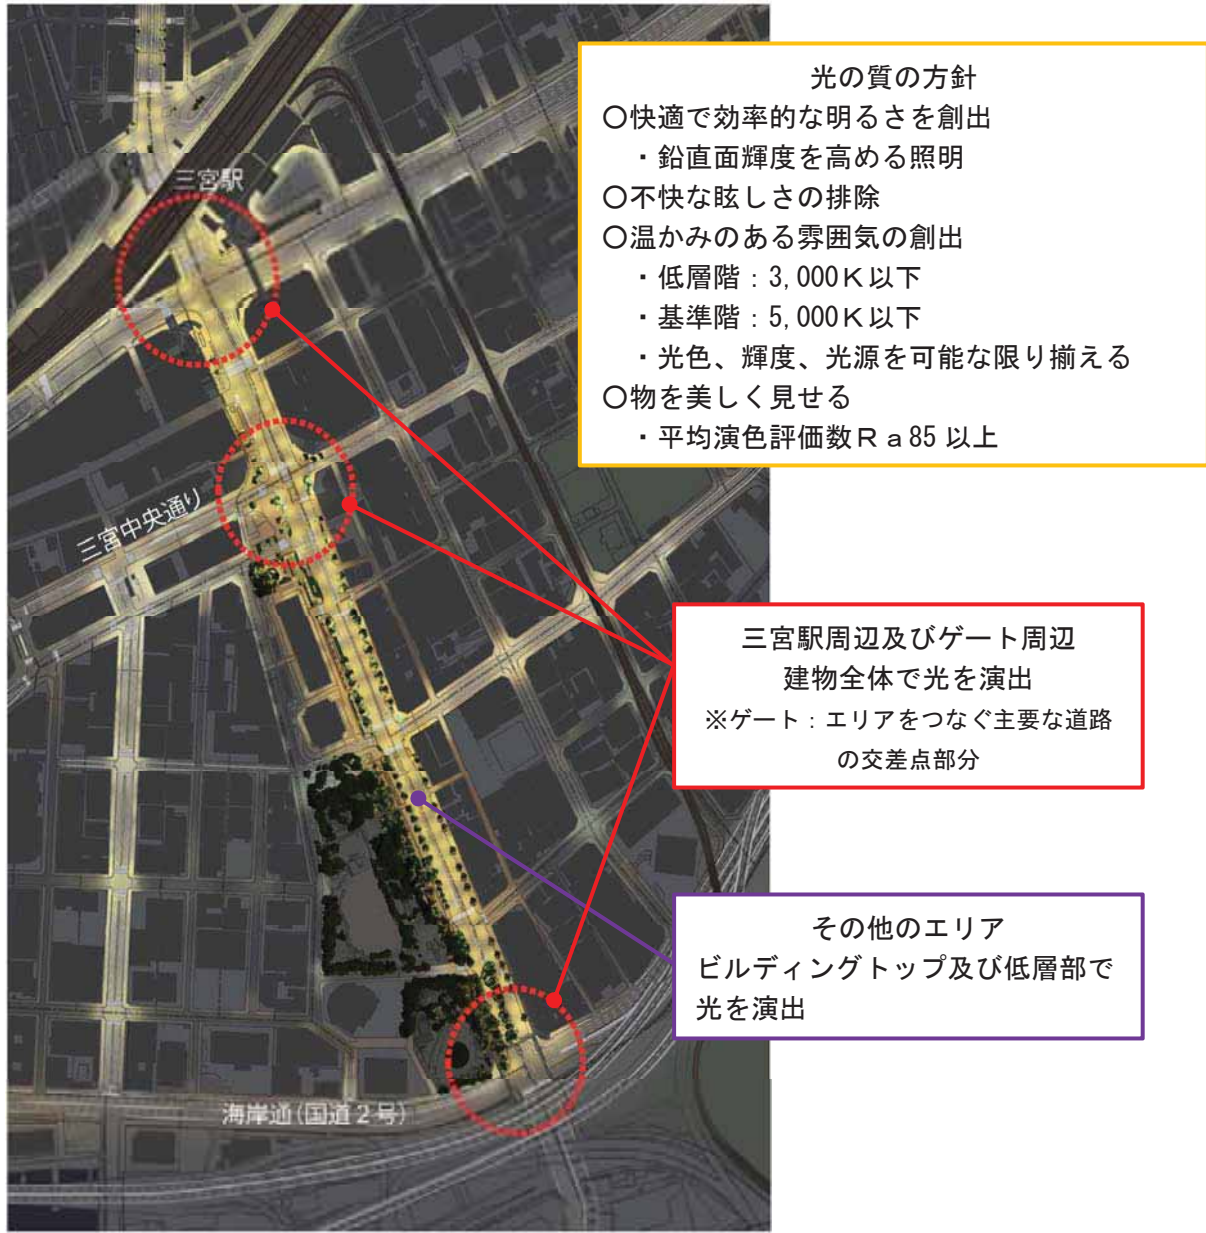 光の質の方針
〇快適で効率的な明るさを創出
・鉛直面輝度を高める照明
〇不快な眩しさの排除
〇温かみのある雰囲気の創出
・低層階：3,000K以下
・基準階：5,000K以下
・光色、輝度、光源を可能な限り揃える
〇物を美しく見せる
・平均演色評価数Ｒａ85 以上
三宮駅
三宮中央通り
三宮駅周辺及びゲート周辺
建物全体で光を演出
※ゲート：エリアをつなぐ主要な道路
の交差点部分
その他のエリア
ビルディングトップ及び低層部で
光を演出
海岸通(国道２号)